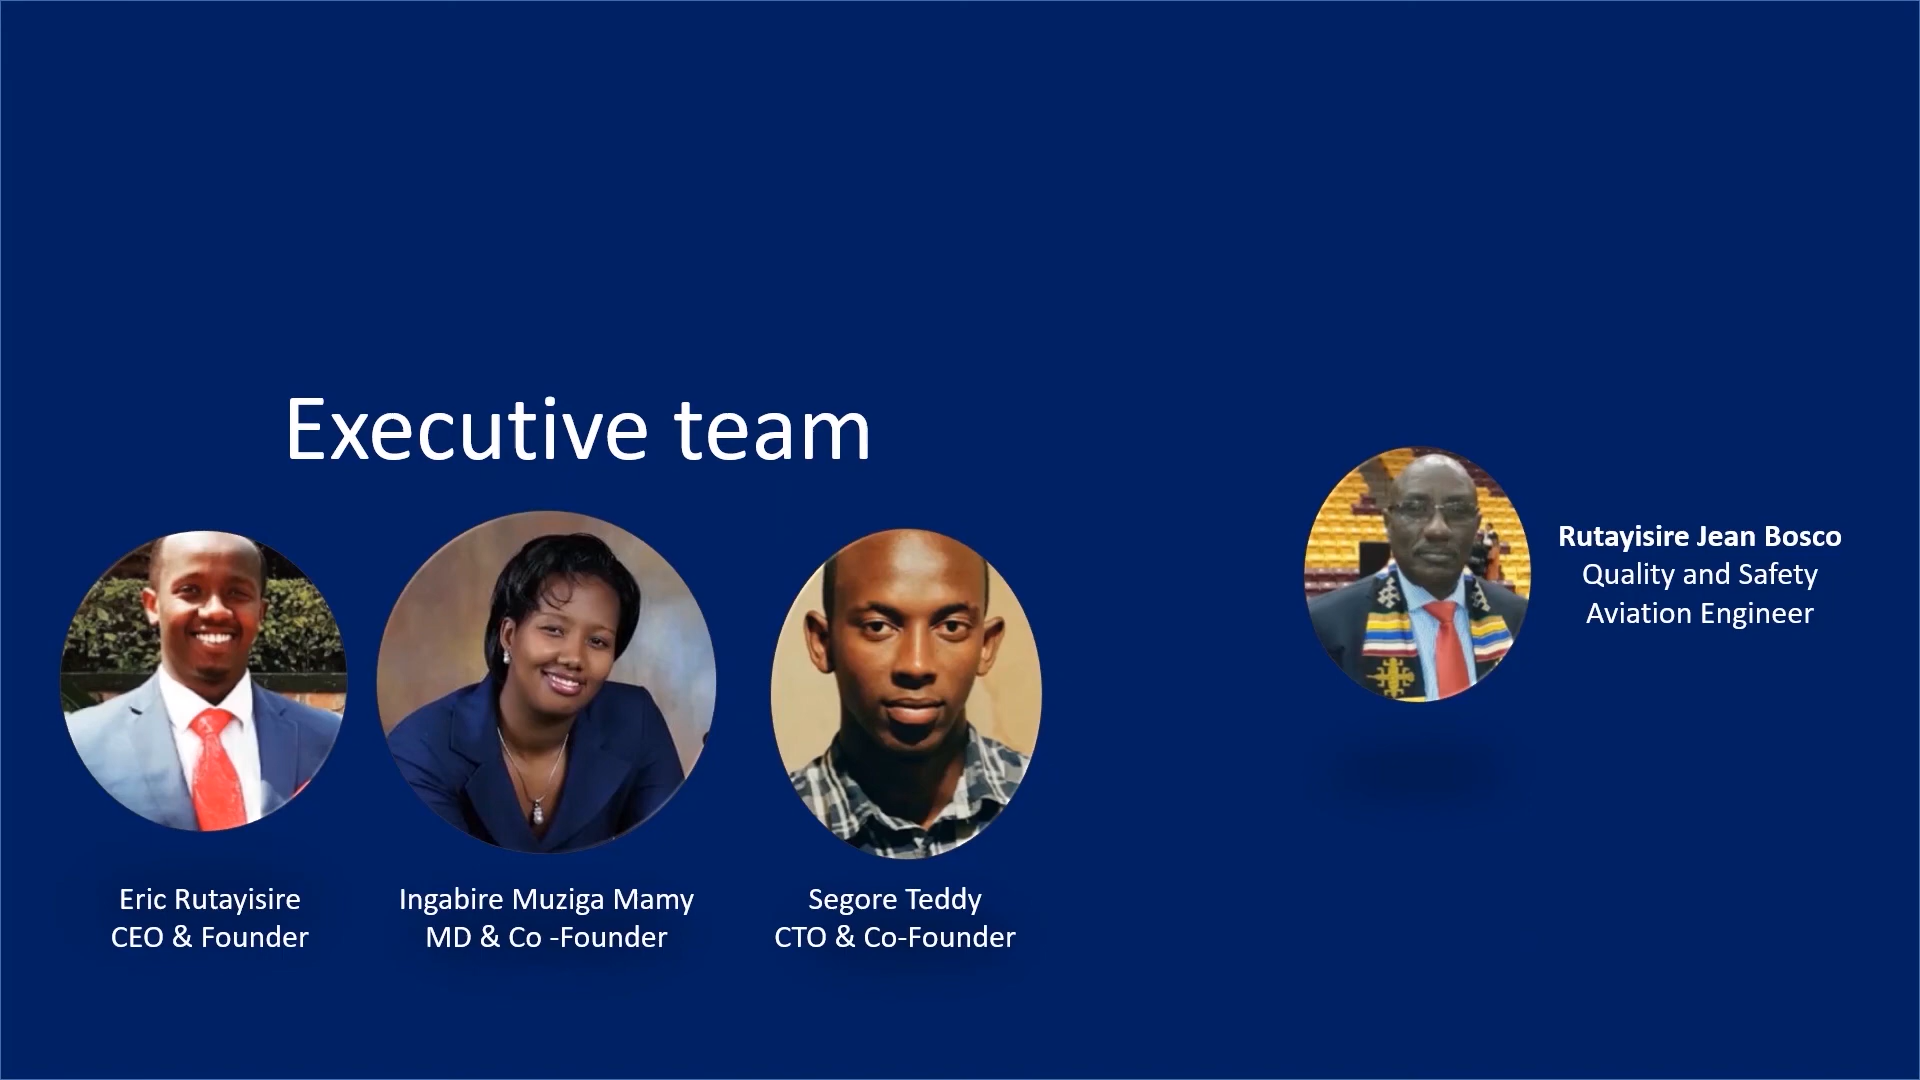 Executive team
Eric Rutayisire
CEO & Founder
Ingabire Muziga Mamy
MD & Co -Founder
Segore Teddy
CTO & Co-Founder
Rutayisire Jean Bosco
Quality and Safety
Aviation Engineer